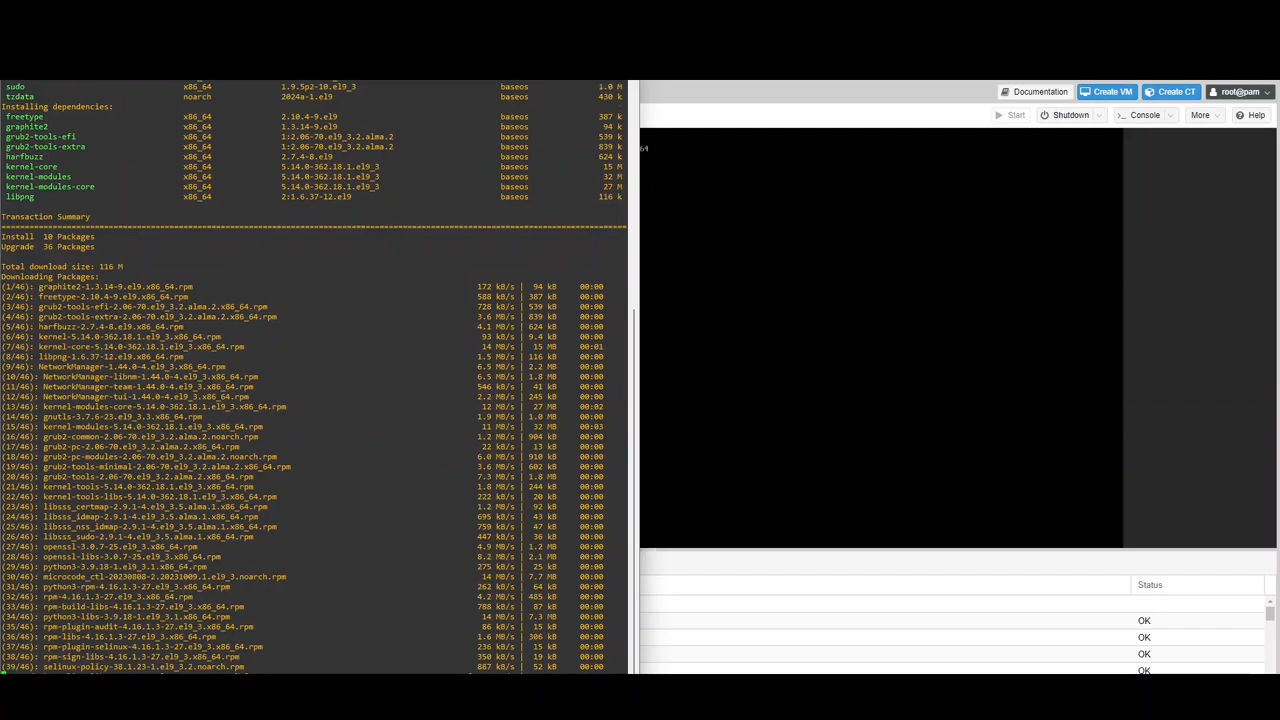 sudo x86_64 1.9.5p2-10.el9_3 baseos 1.0 M
tzdata noarch 2024a-1.el9 baseos 430 k
Installing dependencies:
freetype x86_64 2.10.4-9.el9 baseos 387 k
graphite2 x86_64 1.3.14-9.el9 baseos 94 k
grub2-tools-efi x86_64 1:2.06-70.el9_3.2.alma.2 baseos 539 k
grub2-tools-extra x86_64 1:2.06-70.el9_3.2.alma.2 baseos 839 k
harfbuzz x86_64 2.7.4-8.el9 baseos 624 k
kernel-core x86_64 5.14.0-362.18.1.el9_3 baseos 15 M
kernel-modules x86_64 5.14.0-362.18.1.el9_3 baseos 32 M
kernel-modules-core x86_64 5.14.0-362.18.1.el9_3 baseos 27 M
libpng x86_64 2:1.6.37-12.el9 baseos 116 k
Transaction Summary
Install 10 Packages
Upgrade 36 Packages
Total download size: 116 M
Downloading Packages:
(1/46): graphite2-1.3.14-9.el9.x86_64.rpm 172 kB/s | 94 kB 00:00
(2/46): freetype-2.10.4-9.el9.x86_64.rpm 588 kB/s | 387 kB 00:00
(3/46): grub2-tools-efi-2.06-70.el9_3.2.alma.2.x86_64.rpm 728 kB/s | 539 kB 00:00
(4/46): grub2-tools-extra-2.06-70.el9_3.2.alma.2.x86_64.rpm 3.6 MB/s | 839 kB 00:00
(5/46): harfbuzz-2.7.4-8.el9.x86_64.rpm 4.1 MB/s | 624 kB 00:00
(6/46): kernel-5.14.0-362.18.1.el9_3.x86_64.rpm 93 kB/s | 9.4 kB 00:00
(7/46): kernel-core-5.14.0-362.18.1.el9_3.x86_64.rpm 14 MB/s | 15 MB 00:01
(8/46): libpng-1.6.37-12.el9.x86_64.rpm 1.5 MB/s | 116 kB 00:00
(9/46): NetworkManager-1.44.0-4.el9_3.x86_64.rpm 6.5 MB/s | 2.2 MB 00:00
(10/46): NetworkManager-libnm-1.44.0-4.el9_3.x86_64.rpm 6.5 MB/s | 1.8 MB 00:00
(11/46): NetworkManager-team-1.44.0-4.el9_3.x86_64.rpm 546 kB/s | 41 kB 00:00
(12/46): NetworkManager-tui-1.44.0-4.el9_3.x86_64.rpm 2.2 MB/s | 245 kB 00:00
(13/46): kernel-modules-core-5.14.0-362.18.1.el9_3.x86_64.rpm 12 MB/s | 27 MB 00:02
(14/46): gnutls-3.7.6-23.el9_3.3.x86_64.rpm 1.9 MB/s | 1.0 MB 00:00
(15/46): kernel-modules-5.14.0-362.18.1.el9_3.x86_64.rpm 11 MB/s | 32 MB 00:03
(16/46): grub2-common-2.06-70.el9_3.2.alma.2.noarch.rpm 1.2 MB/s | 904 kB 00:00
(17/46): grub2-pc-2.06-70.el9_3.2.alma.2.x86_64.rpm 22 kB/s | 13 kB 00:00
(18/46): grub2-pc-modules-2.06-70.el9_3.2.alma.2.noarch.rpm 6.0 MB/s | 910 kB 00:00
(19/46): grub2-tools-minimal-2.06-70.el9_3.2.alma.2.x86_64.rpm 3.6 MB/s | 602 kB 00:00
(20/46): grub2-tools-2.06-70.el9_3.2.alma.2.x86_64.rpm 7.3 MB/s | 1.8 MB 00:00
(21/46): kernel-tools-5.14.0-362.18.1.el9_3.x86_64.rpm 1.8 MB/s | 244 kB 00:00
(22/46): kernel-tools-libs-5.14.0-362.18.1.el9_3.x86_64.rpm 222 kB/s | 20 kB 00:00
(23/46): libsss_certmap-2.9.1-4.el9_3.5.alma.1.x86_64.rpm 1.2 MB/s | 92 kB 00:00
(24/46): libsss_idmap-2.9.1-4.el9_3.5.alma.1.x86_64.rpm 695 kB/s | 43 kB 00:00
(25/46): libsss_nss_idmap-2.9.1-4.el9_3.5.alma.1.x86_64.rpm 759 kB/s | 47 kB 00:00
(26/46): libsss_sudo-2.9.1-4.el9_3.5.alma.1.x86_64.rpm 447 kB/s | 36 kB 00:00
(27/46): openssl-3.0.7-25.el9_3.x86_64.rpm 4.9 MB/s | 1.2 MB 00:00
(28/46): openssl-libs-3.0.7-25.el9_3.x86_64.rpm 8.2 MB/s | 2.1 MB 00:00
(29/46): python3-3.9.18-1.el9_3.1.x86_64.rpm 275 kB/s | 25 kB 00:00
(30/46): microcode_ctl-20230808-2.20231009.1.el9_3.noarch.rpm 14 MB/s | 7.7 MB 00:00
(31/46): python3-rpm-4.16.1.3-27.el9_3.x86_64.rpm 262 kB/s | 64 kB 00:00
(32/46): rpm-4.16.1.3-27.el9_3.x86_64.rpm 4.2 MB/s | 485 kB 00:00
(33/46): rpm-build-libs-4.16.1.3-27.el9_3.x86_64.rpm 788 kB/s | 87 kB 00:00
(34/46): python3-libs-3.9.18-1.el9_3.1.x86_64.rpm 14 MB/s | 7.3 MB 00:00
(35/46): rpm-plugin-audit-4.16.1.3-27.el9_3.x86_64.rpm 86 kB/s | 15 kB 00:00
(36/46): rpm-libs-4.16.1.3-27.el9_3.x86_64.rpm 1.6 MB/s | 306 kB 00:00
(37/46): rpm-plugin-selinux-4.16.1.3-27.el9_3.x86_64.rpm 236 kB/s | 15 kB 00:00
(38/46): rpm-sign-libs-4.16.1.3-27.el9_3.x86_64.rpm 350 kB/s | 19 kB 00:00
(39/46): selinux-policy-38.1.23-1.el9_3.2.noarch.rpm 887 kB/s | 52 kB 00:00
Documentation Create VM Create CT root@pam
Start Shutdown Console More Help
64
Status
OK
OK
OK
OK